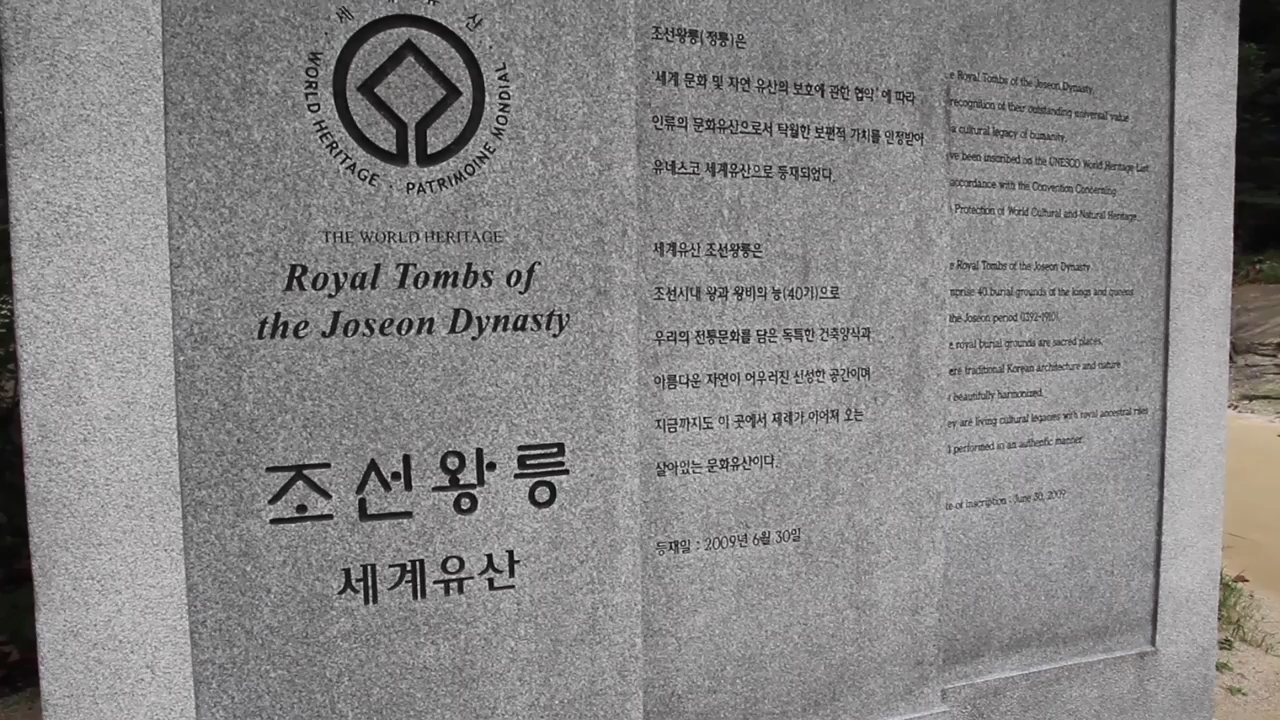 세계유산
WORLD HERITAGE · PATRIMOINE MONDIAL
THE WORLD HERITAGE
Royal Tombs of
the Joseon Dynasty
조선왕릉
세계유산
조선왕릉(정릉)은
'세계 문화 및 자연 유산의 보호에 관한 협약'에 따라
인류의 문화유산으로서 탁월한 보편적 가치를 인정받아
유네스코 세계유산으로 등재되었다.
세계유산 조선왕릉은
조선시대 왕과 왕비의 능(40기)으로
우리의 전통문화를 담은 독특한 건축양식과
아름다운 자연이 어우러진 신성한 공간이며
지금까지도 이 곳에서 제례가 이어져 오는
살아있는 문화유산이다.
등재일 : 2009년 6월 30일
e Royal Tombs of the Joseon Dynasty,
recognition of their outstanding universal value
a cultural legacy of humanity,
ve been inscribed on the UNESCO World Heritage List
accordance with the Convention Concerning
Protection of World Cultural and Natural Heritage.
e Royal Tombs of the Joseon Dynasty
mprise 40 burial grounds of the kings and queens
the Joseon period (1392-1910).
e royal burial grounds are sacred places,
ere traditional Korean architecture and nature
beautifully harmonized.
ey are living cultural legacies with royal ancestral rites
l performed in an authentic manner.
te of inscription : June 30, 2009